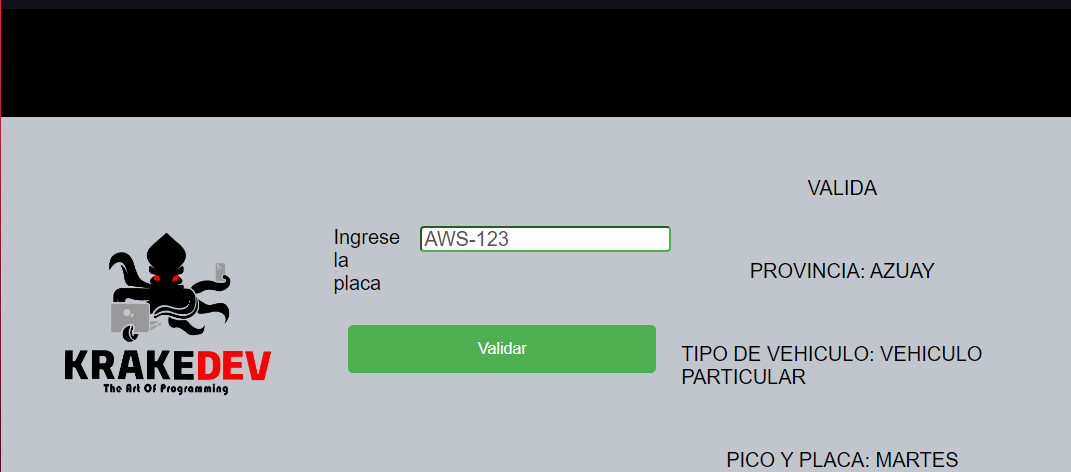 KRAKEDEV
The Art Of Programming
Ingrese
la
placa
AWS-123
Validar
VALIDA
PROVINCIA: AZUAY
TIPO DE VEHICULO: VEHICULO
PARTICULAR
PICO Y PLACA: MARTES